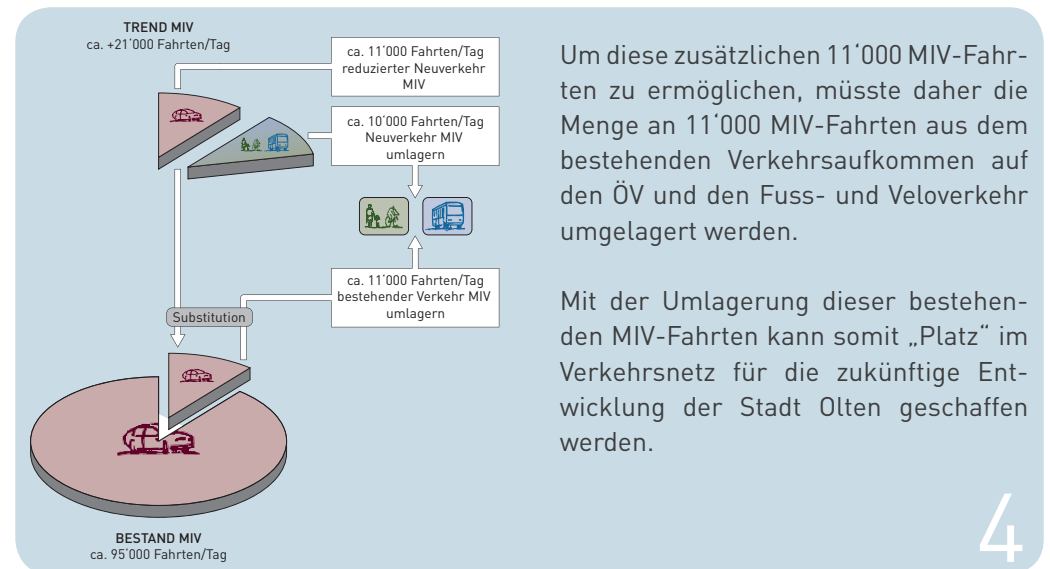 TREND MIV
ca. +21‘000 Fahrten/Tag
ca. 11‘000 Fahrten/Tag
reduzierter Neuverkehr
MIV
ca. 10‘000 Fahrten/Tag
Neuverkehr MIV
umlagern
ca. 11‘000 Fahrten/Tag
bestehender Verkehr MIV
umlagern
Substitution
BESTAND MIV
ca. 95‘000 Fahrten/Tag
Um diese zusätzlichen 11‘000 MIV-Fahr-
ten zu ermöglichen, müsste daher die
Menge an 11‘000 MIV-Fahrten aus dem
bestehenden Verkehrsaufkommen auf
den ÖV und den Fuss- und Veloverkehr
umgelagert werden.
Mit der Umlagerung dieser bestehen-
den MIV-Fahrten kann somit „Platz“ im
Verkehrsnetz für die zukünftige Ent-
wicklung der Stadt Olten geschaffen
werden.
4